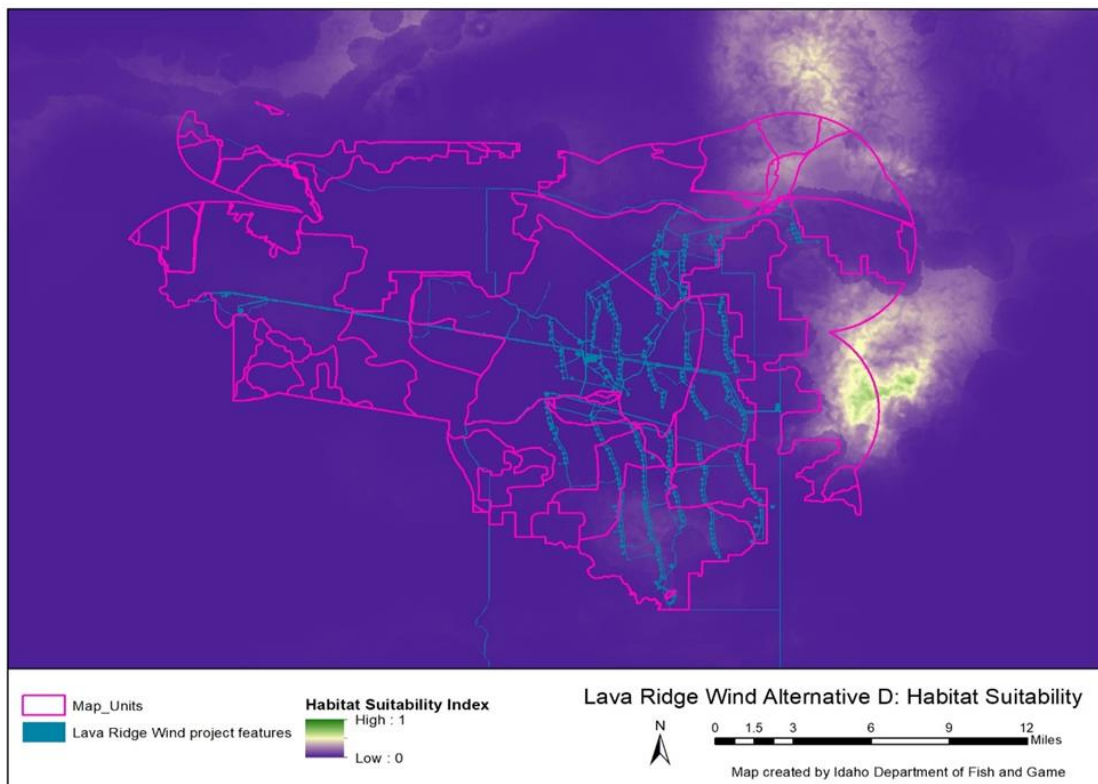 Map_Units
Lava Ridge Wind project features
Habitat Suitability Index
High : 1
Low : 0
Lava Ridge Wind Alternative D: Habitat Suitability
N
0 1.5 3 6 9 12
Miles
Map created by Idaho Department of Fish and Game